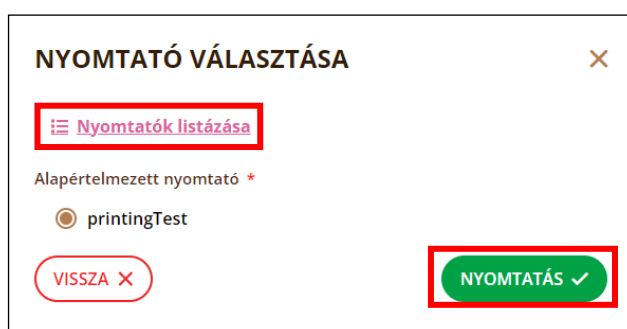 NYOMTATÓ VÁLASZTÁSA
Nyomtatók listázása
Alapértelmezett nyomtató *
printingTest
VISSZA
NYOMTATÁS